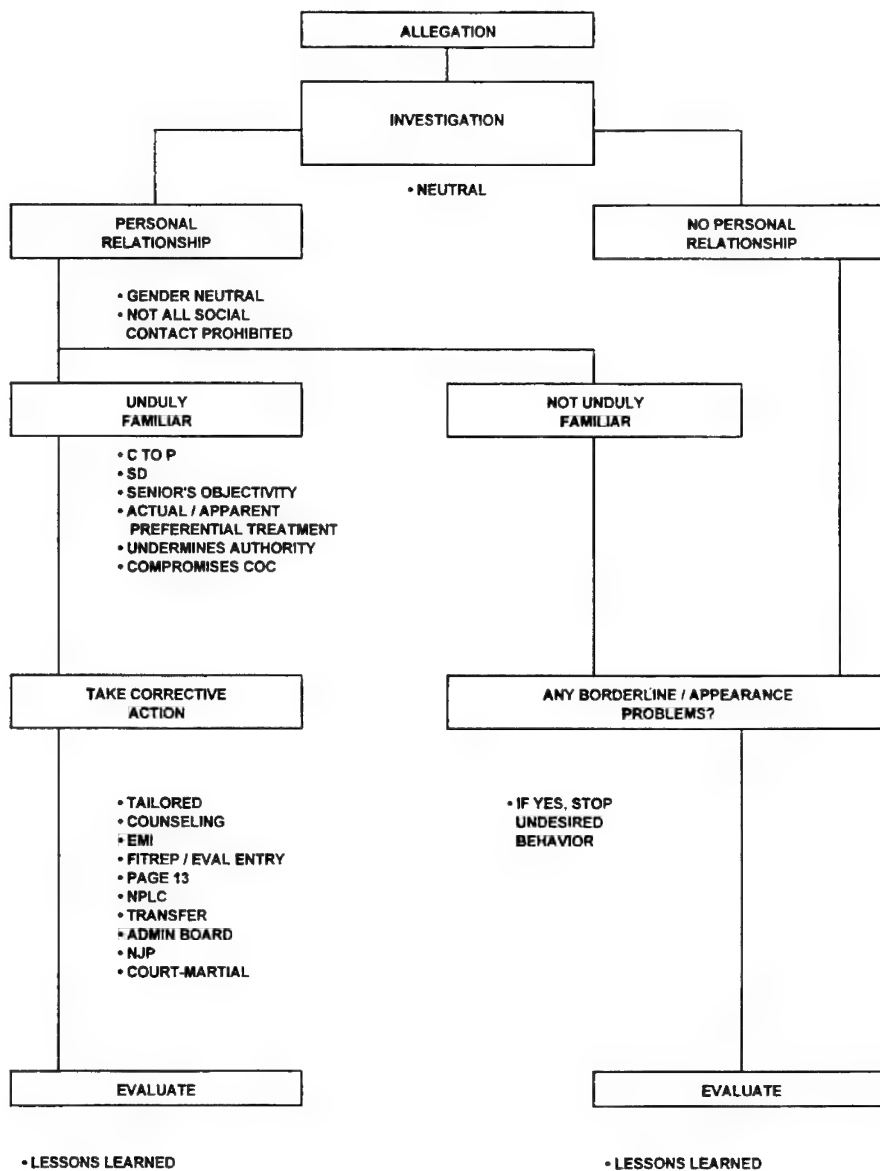 ALLEGATION
INVESTIGATION
• NEUTRAL
PERSONAL
RELATIONSHIP
NO PERSONAL
RELATIONSHIP
• GENDER NEUTRAL
• NOT ALL SOCIAL
CONTACT PROHIBITED
UNDULY
FAMILIAR
NOT UNDULY
FAMILIAR
• C TO P
• SD
• SENIOR'S OBJECTIVITY
• ACTUAL / APPARENT
PREFERENTIAL TREATMENT
• UNDERMINES AUTHORITY
• COMPROMISES COC
TAKE CORRECTIVE
ACTION
ANY BORDERLINE / APPEARANCE
PROBLEMS?
• TAILORED
• COUNSELING
• EMI
• FITREP / EVAL ENTRY
• PAGE 13
• NPLC
• TRANSFER
• ADMIN BOARD
• NJP
• COURT-MARTIAL
• IF YES, STOP
UNDESIRED
BEHAVIOR
EVALUATE
EVALUATE
• LESSONS LEARNED
• LESSONS LEARNED